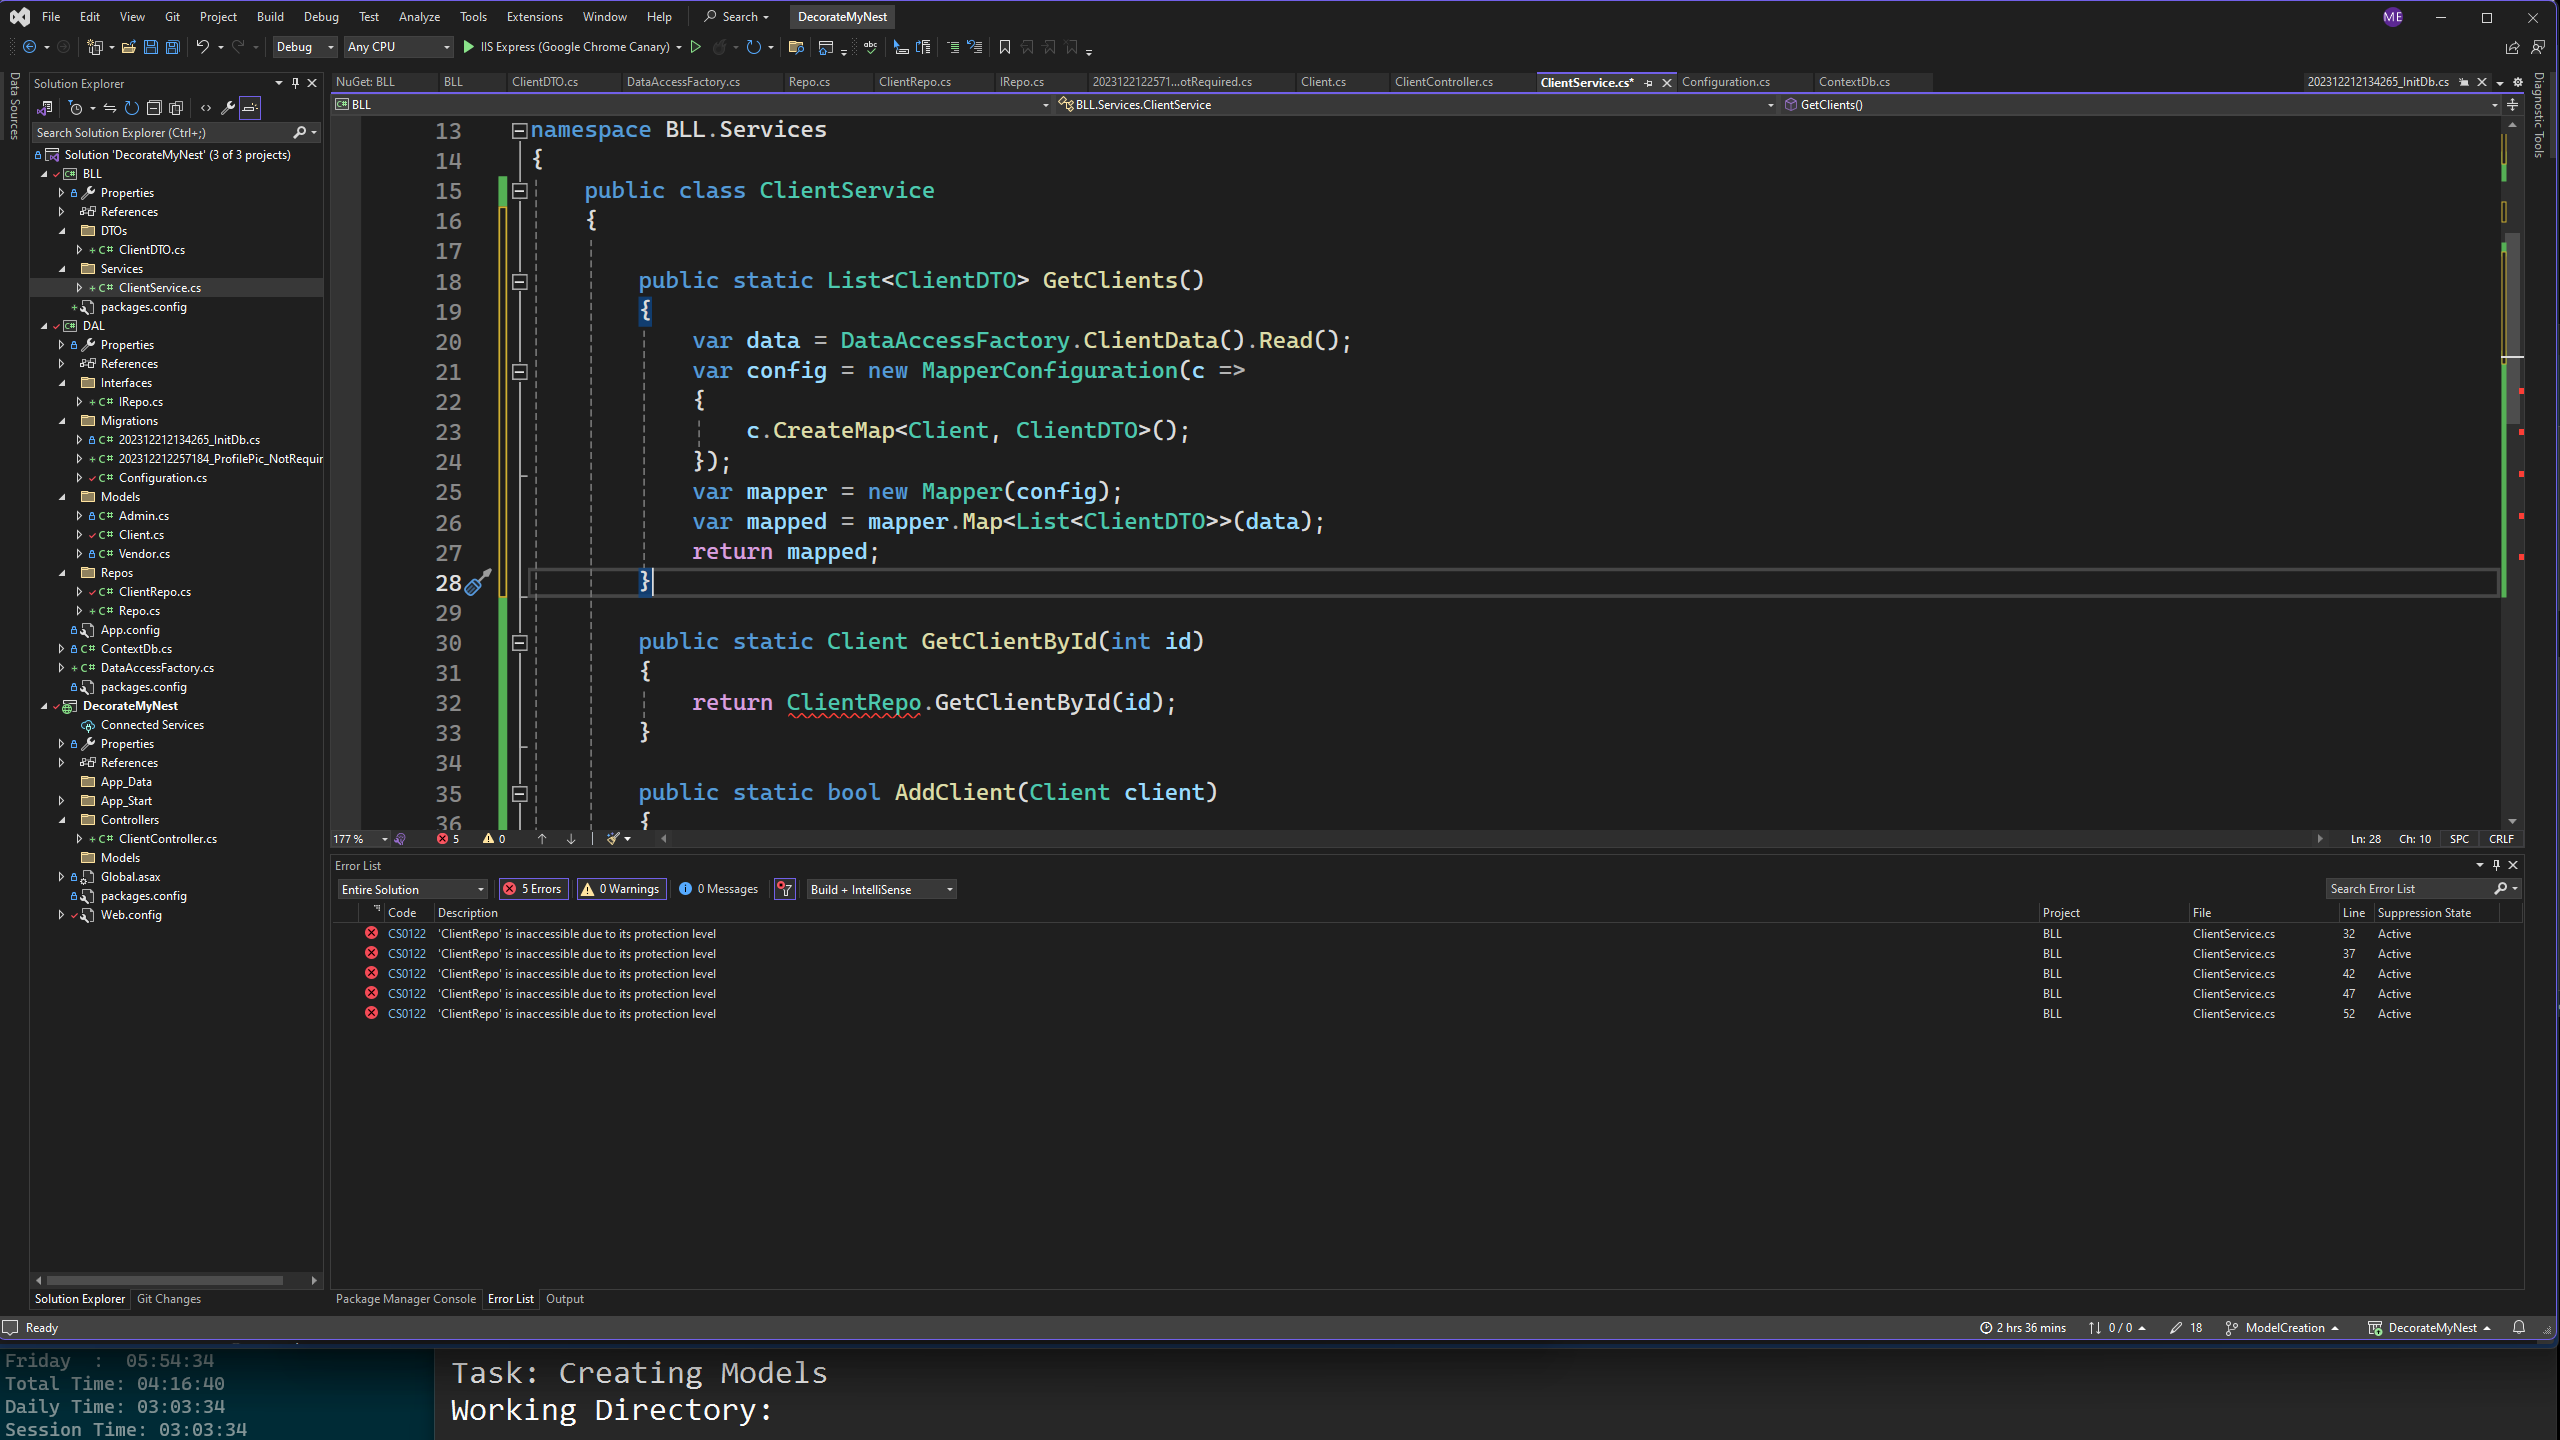 File Edit View Git Project Build Debug Test Analyze Tools Extensions Window Help Search DecorateMyNest ME
Debug Any CPU IIS Express (Google Chrome Canary)
Data Sources
Solution Explorer
Search Solution Explorer (Ctrl+;)
Solution 'DecorateMyNest' (3 of 3 projects)
BLL
Properties
References
DTOs
ClientDTO.cs
Services
ClientService.cs
packages.config
DAL
Properties
References
Interfaces
IRepo.cs
Migrations
202312212134265_InitDb.cs
202312212257184_ProfilePic_NotRequir
Configuration.cs
Models
Admin.cs
Client.cs
Vendor.cs
Repos
ClientRepo.cs
Repo.cs
App.config
ContextDb.cs
DataAccessFactory.cs
packages.config
DecorateMyNest
Connected Services
Properties
References
App_Data
App_Start
Controllers
ClientController.cs
Models
Global.asax
packages.config
Web.config
Solution Explorer Git Changes
NuGet: BLL BLL ClientDTO.cs DataAccessFactory.cs Repo.cs ClientRepo.cs IRepo.cs 2023122122571...otRequired.cs Client.cs ClientController.cs ClientService.cs* Configuration.cs ContextDb.cs 202312212134265_InitDb.cs
BLL BLL.Services.ClientService GetClients()
Diagnostic Tools
13 namespace BLL.Services
14 {
15 public class ClientService
16 {
17
18 public static List<ClientDTO> GetClients()
19 {
20 var data = DataAccessFactory.ClientData().Read();
21 var config = new MapperConfiguration(c =>
22 {
23 c.CreateMap<Client, ClientDTO>();
24 });
25 var mapper = new Mapper(config);
26 var mapped = mapper.Map<List<ClientDTO>>(data);
27 return mapped;
28 }
29
30 public static Client GetClientById(int id)
31 {
32 return ClientRepo.GetClientById(id);
33 }
34
35 public static bool AddClient(Client client)
36 {
177 % 5 0 Ln: 28 Ch: 10 SPC CRLF
Error List
Entire Solution 5 Errors 0 Warnings 0 Messages Build + IntelliSense Search Error List
Code Description Project File Line Suppression State
CS0122 'ClientRepo' is inaccessible due to its protection level BLL ClientService.cs 32 Active
CS0122 'ClientRepo' is inaccessible due to its protection level BLL ClientService.cs 37 Active
CS0122 'ClientRepo' is inaccessible due to its protection level BLL ClientService.cs 42 Active
CS0122 'ClientRepo' is inaccessible due to its protection level BLL ClientService.cs 47 Active
CS0122 'ClientRepo' is inaccessible due to its protection level BLL ClientService.cs 52 Active
Package Manager Console Error List Output
Ready 2 hrs 36 mins 0 / 0 18 ModelCreation DecorateMyNest
Friday : 05:54:34
Total Time: 04:16:40
Daily Time: 03:03:34
Session Time: 03:03:34
Task: Creating Models
Working Directory: